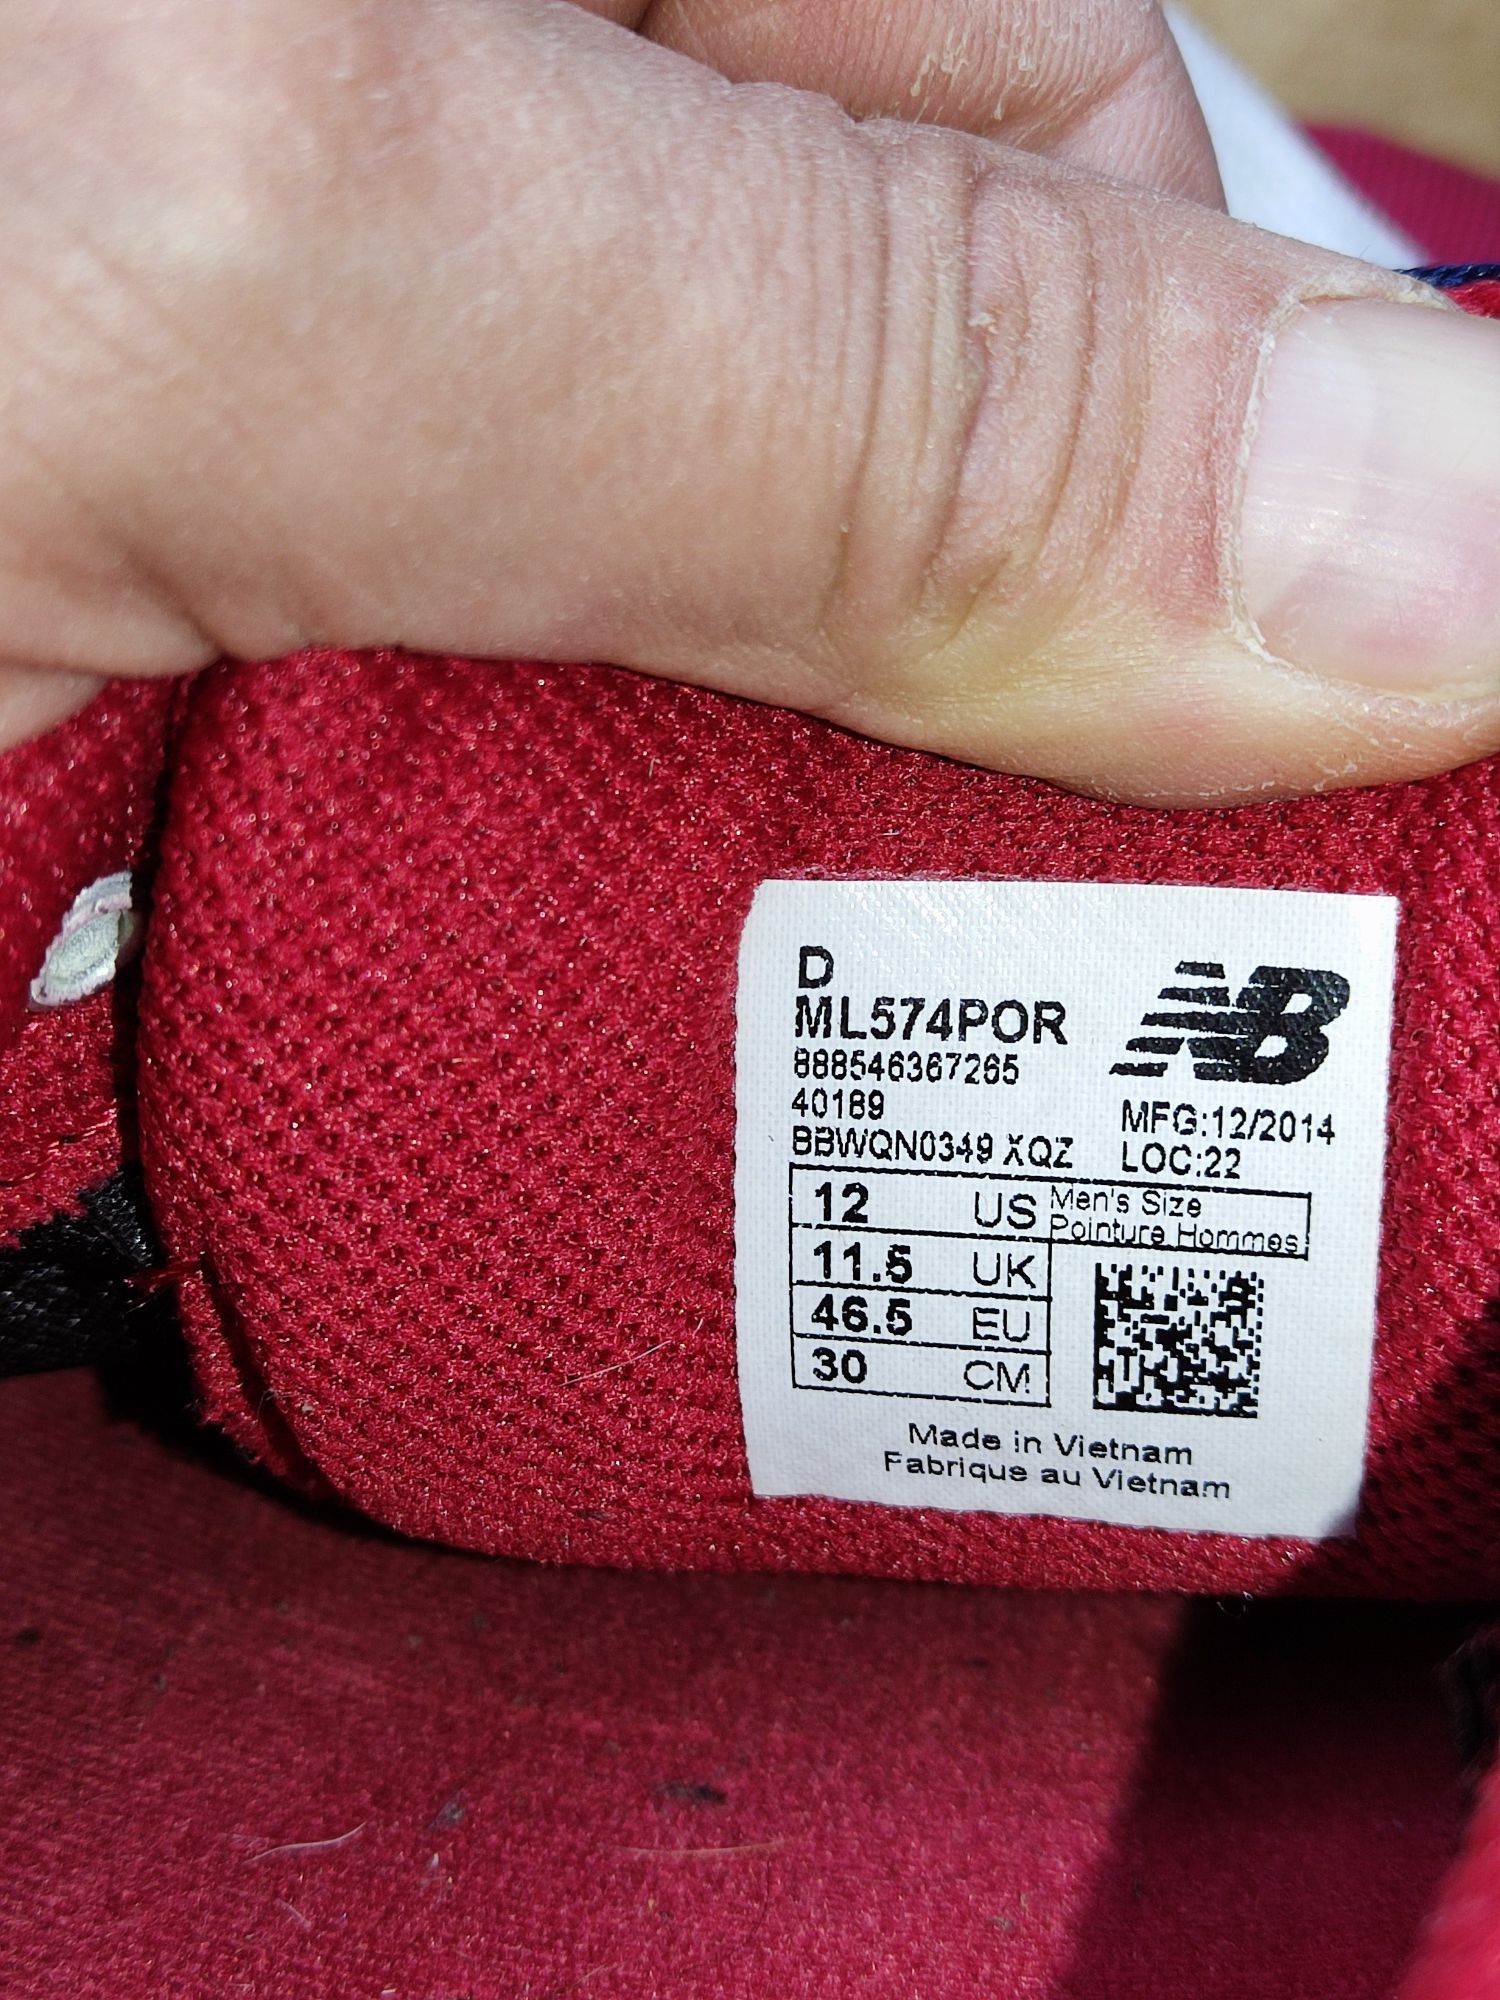 D
ML574POR
NB
888546367265
40189
MFG:12/2014
BBWQN0349 XQZ
LOC:22
12 US Men's Size
Pointure Hommes
11.5 UK
46.5 EU
30 CM
Made in Vietnam
Fabrique au Vietnam